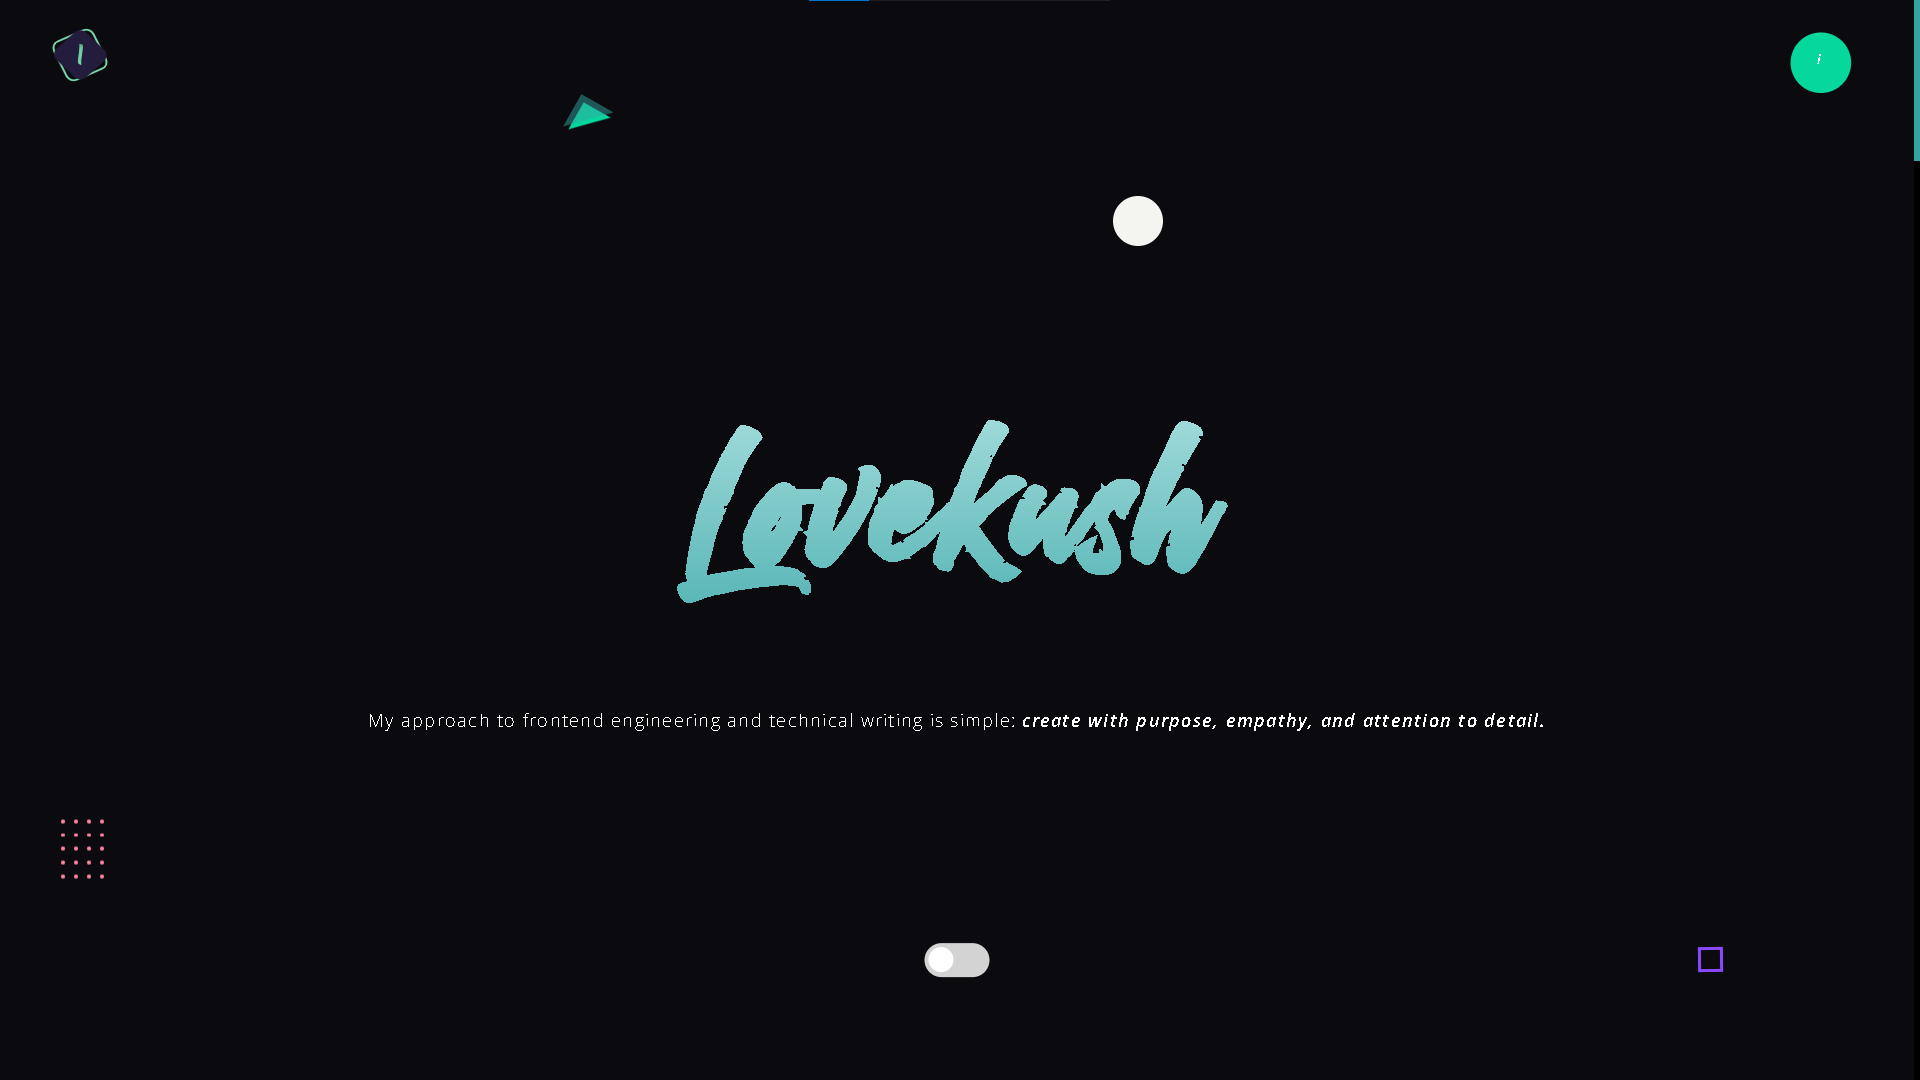 l
i
Lovekush
My approach to frontend engineering and technical writing is simple: create with purpose, empathy, and attention to detail.